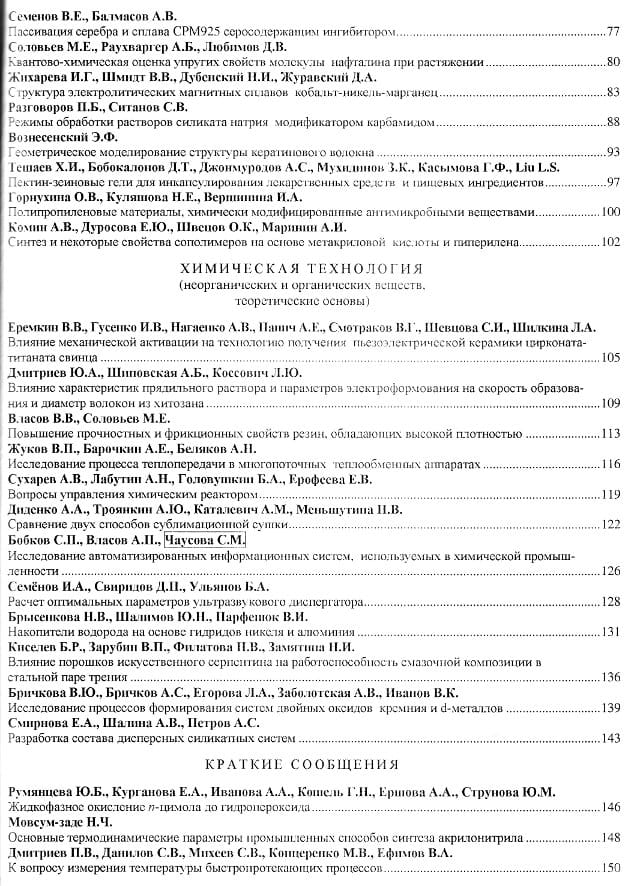 Семенов В.Е., Балмасов А.В.
Пассивация серебра и сплава СРМ925 серосодержащим ингибитором.....77
Соловьев М.Е., Раухваргер А.Б., Любимов Д.В.
Квантово-химическая оценка упругих свойств молекулы нафталина при растяжении.....80
Жихарева И.Г., Шмидт В.В., Дубенский Н.И., Журавский Д.А.
Структура электролитических магнитных сплавов кобальт-никель-марганец.....83
Разговоров П.Б., Ситанов С.В.
Режимы обработки растворов силиката натрия модификатором карбамидом.....88
Вознесенский Э.Ф.
Геометрическое моделирование структуры кератинового волокна.....93
Тешаев Х.И., Бобокалонов Д.Т., Джонмуродов А.С., Мухидинов З.К., Касымова Г.Ф., Liu L.S.
Пектин-зеиновые гели для инкапсулирования лекарственных средств и пищевых ингредиентов.....97
Горнухина О.В., Куляшова Н.Е., Вершинина И.А.
Полипропиленовые материалы, химически модифицированные антимикробными веществами.....100
Комин А.В., Дуросова Е.Ю., Швецов О.К., Маршин А.И.
Синтез и некоторые свойства сополимеров на основе метакриловой кислоты и пиперилена.....102
ХИМИЧЕСКАЯ ТЕХНОЛОГИЯ
(неорганических и органических веществ,
теоретические основы)
Еремкин В.В., Гусенко И.В., Нагаенко А.В., Панич А.Е., Смотраков В.Г., Шевцова С.И., Шилкина Л.А.
Влияние механической активации на технологию получения пьезоэлектрической керамики цирконата-
титаната свинца.....105
Дмитриев Ю.А., Шиповская А.Б., Коссович Л.Ю.
Влияние характеристик прядильного раствора и параметров электроформования на скорость образова-
ния и диаметр волокон из хитозана.....109
Власов В.В., Соловьев М.Е.
Повышение прочностных и фрикционных свойств резин, обладающих высокой плотностью.....113
Жуков В.П., Барочкин А.Е., Беляков А.Н.
Исследование процесса теплопередачи в многопоточных теплообменных аппаратах.....116
Сухарев А.В., Лабутин А.Н., Головушкин Б.А., Ерофеева Е.В.
Вопросы управления химическим реактором.....119
Диденко А.А., Троянкин А.Ю., Каталевич А.М., Меньшутина Н.В.
Сравнение двух способов сублимационной сушки.....122
Бобков С.П., Власов А.П., Чаусова С.М.
Исследование автоматизированных информационных систем, используемых в химической промыш-
ленности.....126
Семёнов И.А., Свиридов Д.П., Ульянов Б.А.
Расчет оптимальных параметров ультразвукового диспергатора.....128
Брысенкова Н.В., Шалимов Ю.Н., Парфенюк В.И.
Накопители водорода на основе гидридов никеля и алюминия.....131
Киселев Б.Р., Зарубин В.П., Филатова Н.В., Замятина Н.И.
Влияние порошков искусственного серпентина на работоспособность смазочной композиции в
стальной паре трения.....136
Бричкова В.Ю., Бричков А.С., Егорова Л.А., Заболотская А.В., Иванов В.К.
Исследование процессов формирования систем двойных оксидов кремния и d-металлов.....139
Смирнова Е.А., Шалина А.В., Петров А.С.
Разработка состава дисперсных силикатных систем.....143
КРАТКИЕ СООБЩЕНИЯ
Румянцева Ю.Б., Курганова Е.А., Иванова А.А., Кошель Г.Н., Ершова А.А., Струнова Ю.М.
Жидкофазное окисление п-цимола до гидропероксида.....146
Мовсум-заде Н.Ч.
Основные термодинамические параметры промышленных способов синтеза акрилонитрила.....148
Дмитриев П.В., Данилов С.В., Михеев С.В., Концеренко М.В., Ефимов В.А.
К вопросу измерения температуры быстропротекающих процессов.....150